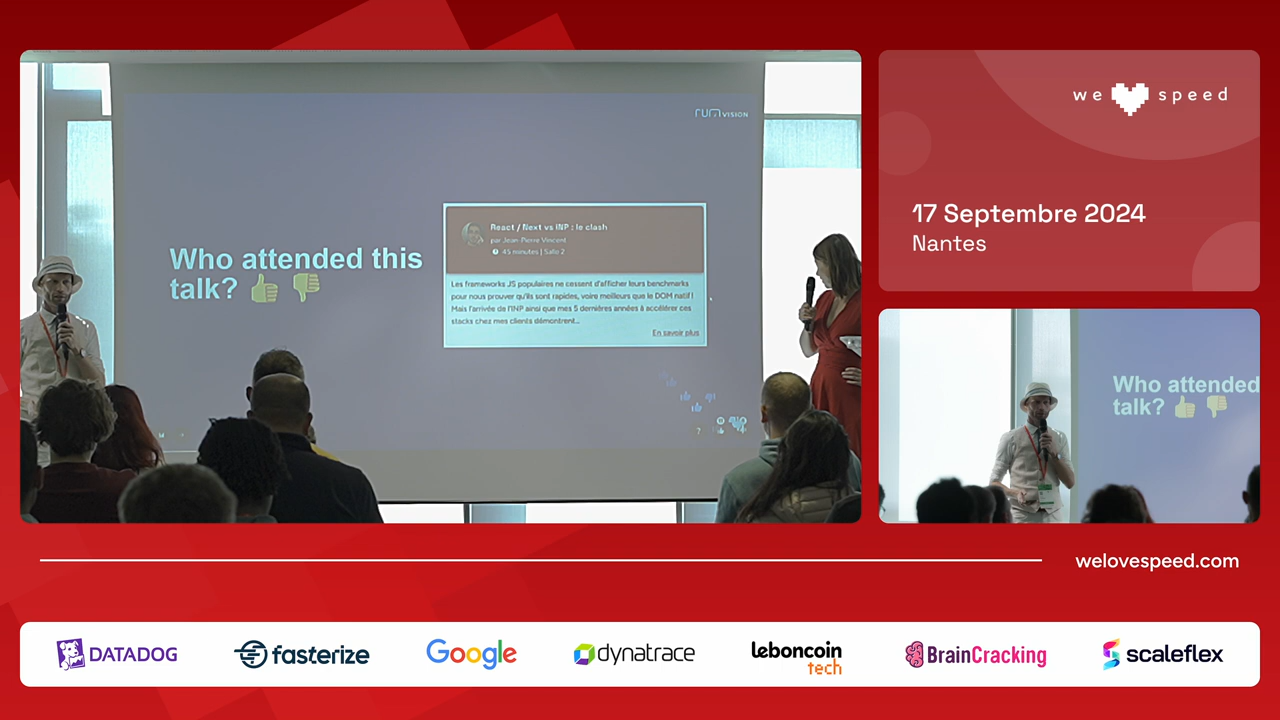 rum VISION
Who attended this
talk? 👍 👎
React / Next vs INP : le clash
par Jean-Pierre Vincent
45 minutes | Salle 2
Les frameworks JS populaires ne cessent d'afficher leurs benchmarks
pour nous prouver qu'ils sont rapides, voire meilleurs que le DOM natif !
Mais l'arrivée de l'INP ainsi que mes 5 dernières années à accélérer ces
stacks chez mes clients démontrent...
En savoir plus
we speed
17 Septembre 2024
Nantes
Who attended
talk? 👍 👎
welovespeed.com
DATADOG
fasterize
Google
dynatrace
leboncoin
tech
BrainCracking
scaleflex